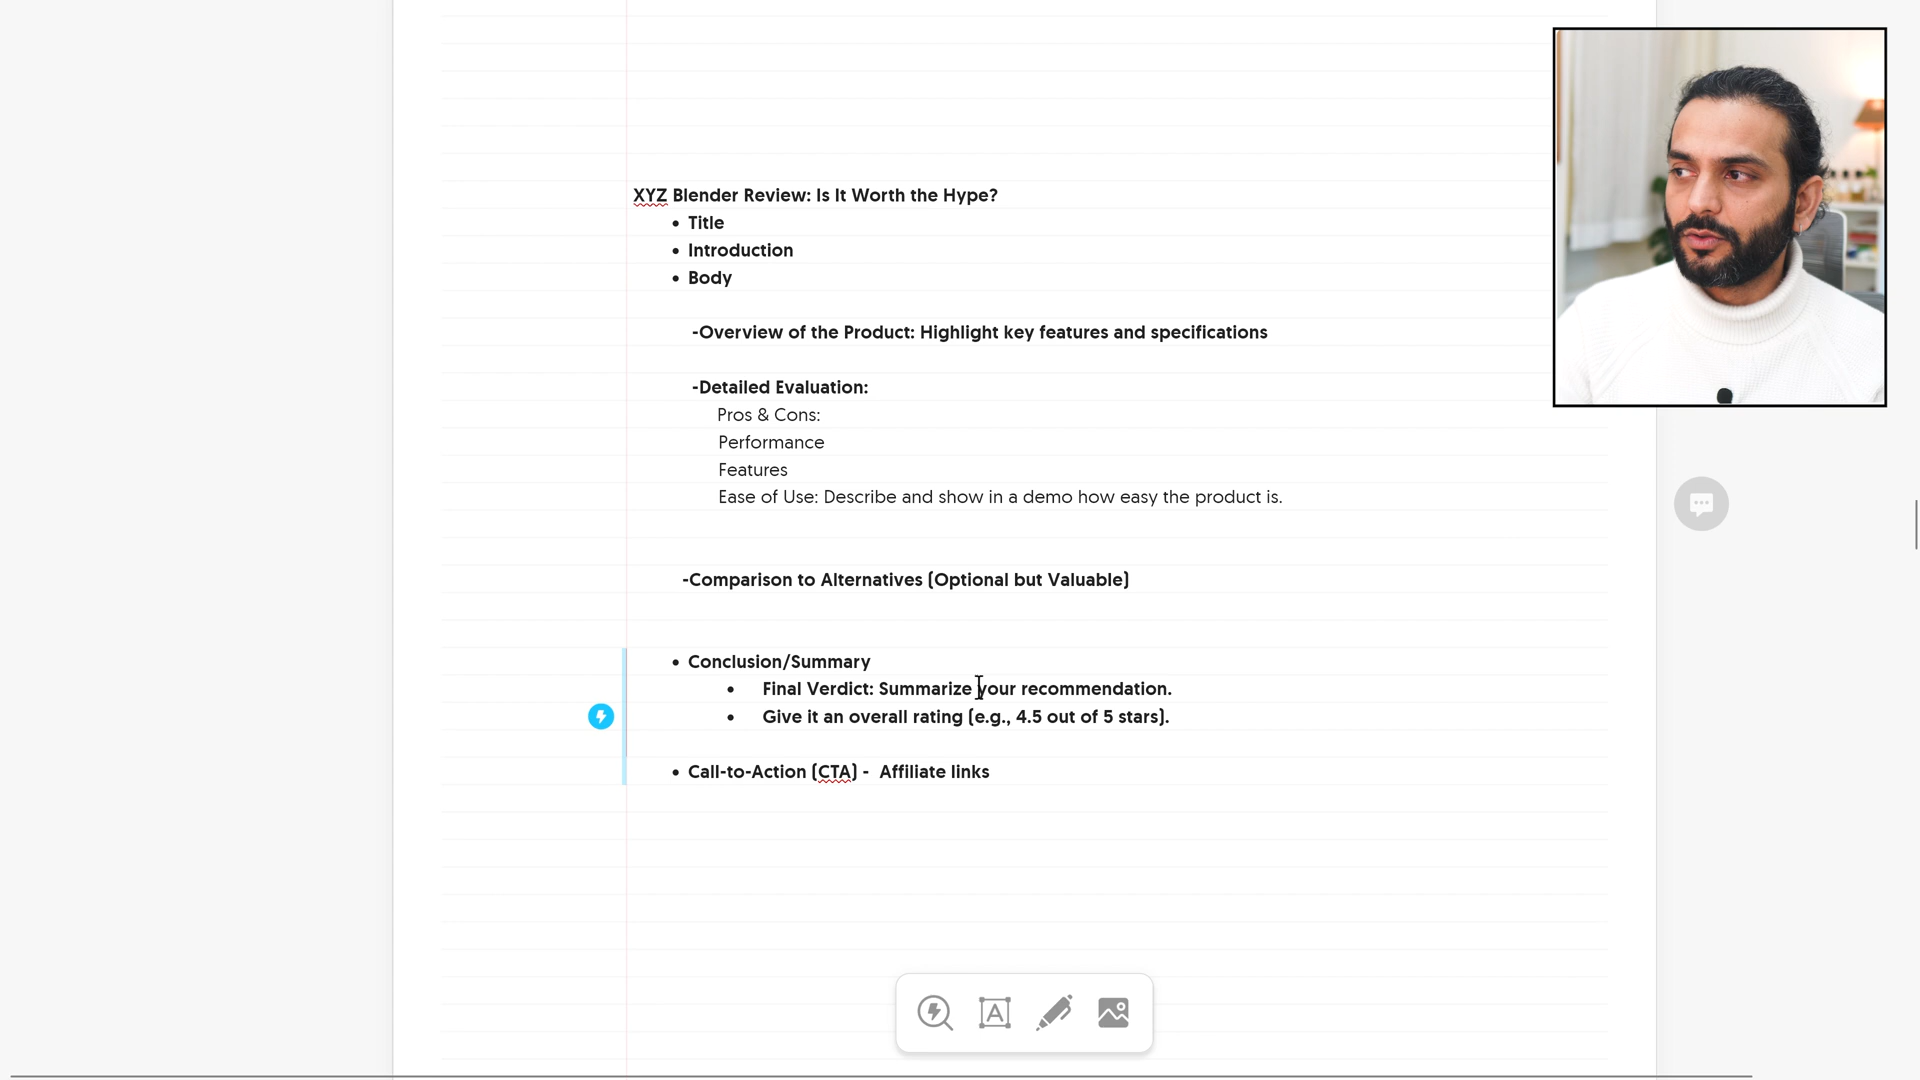 XYZ Blender Review: Is It Worth the Hype?
• Title
• Introduction
• Body
-Overview of the Product: Highlight key features and specifications
-Detailed Evaluation:
Pros & Cons:
Performance
Features
Ease of Use: Describe and show in a demo how easy the product is.
-Comparison to Alternatives (Optional but Valuable)
• Conclusion/Summary
• Final Verdict: Summarize your recommendation.
• Give it an overall rating (e.g., 4.5 out of 5 stars).
• Call-to-Action (CTA) - Affiliate links
A